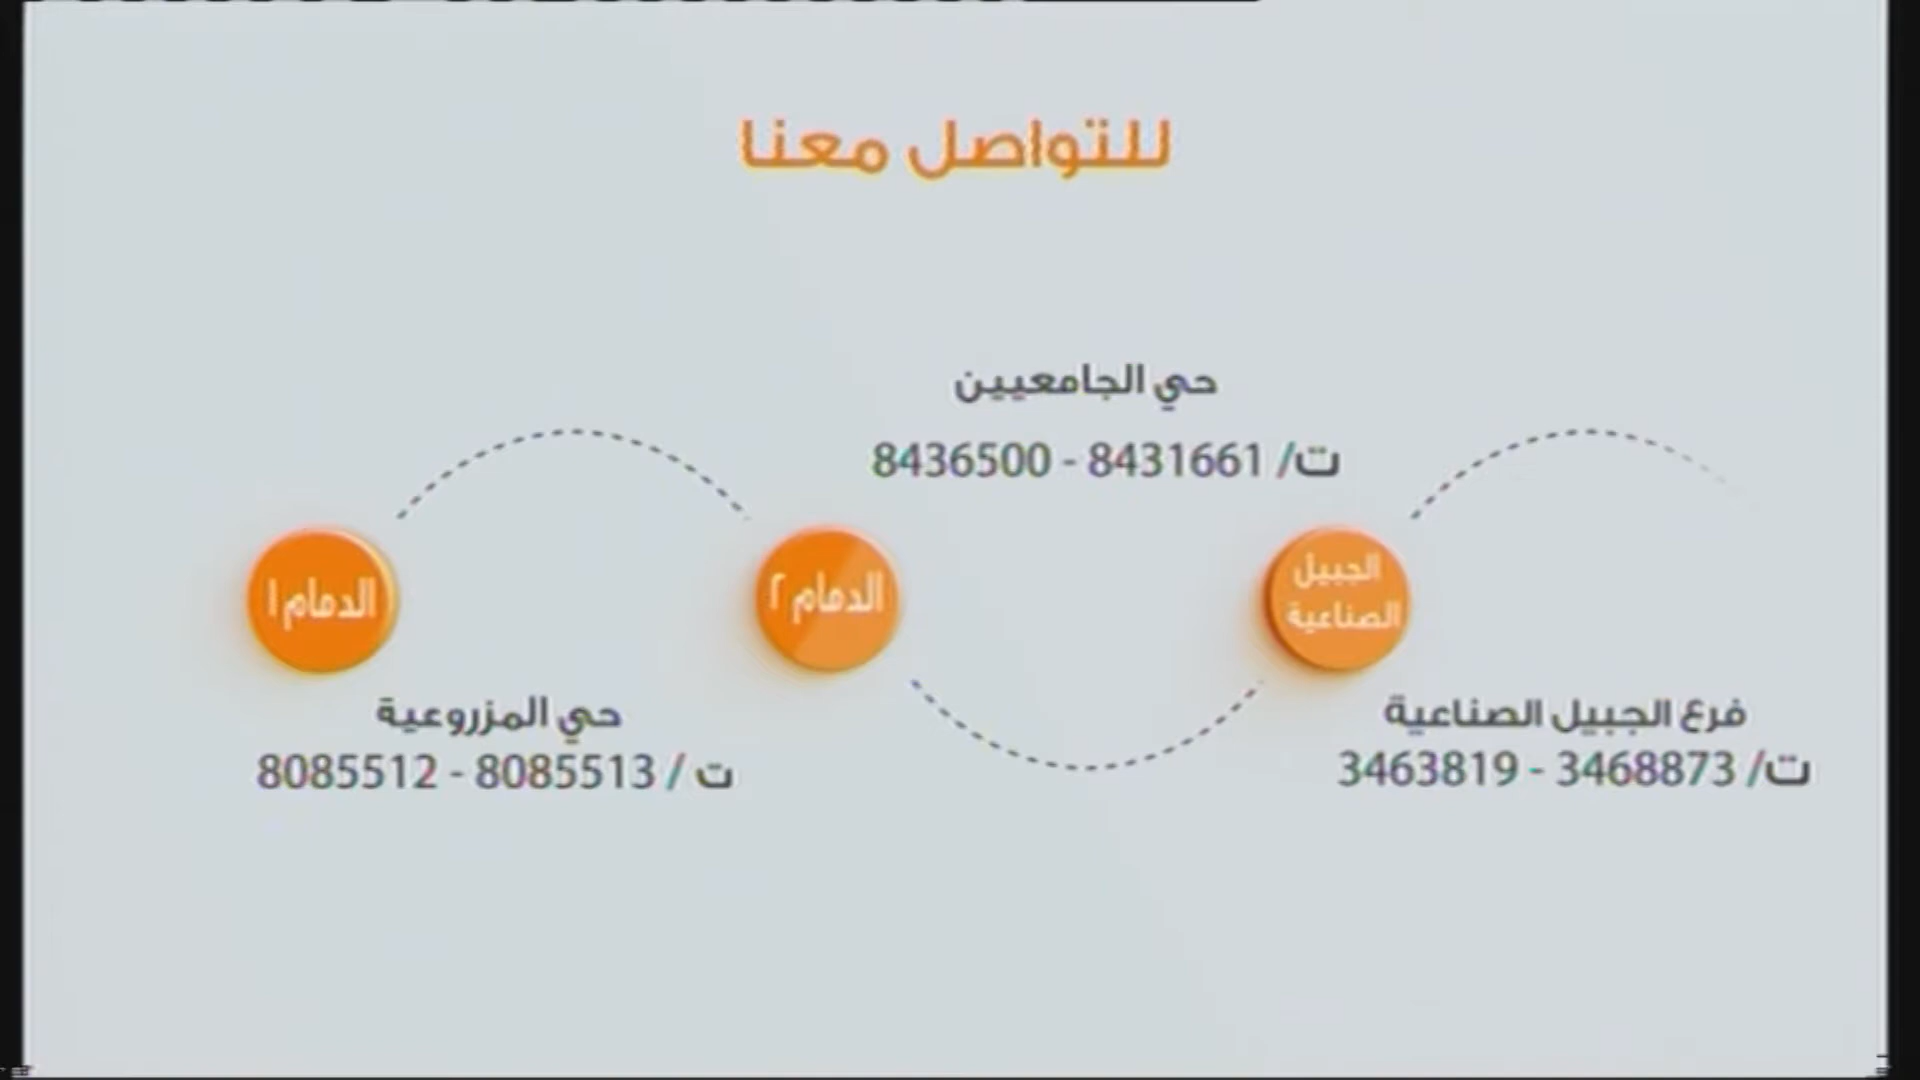 للتواصل معنا
حي الجامعيين
ت/ 8431661 - 8436500
الجبيل
الصناعية
الدمام ٢
الدمام ١
فرع الجبيل الصناعية
ت/ 3468873 - 3463819
حي المزروعية
ت / 8085513 - 8085512